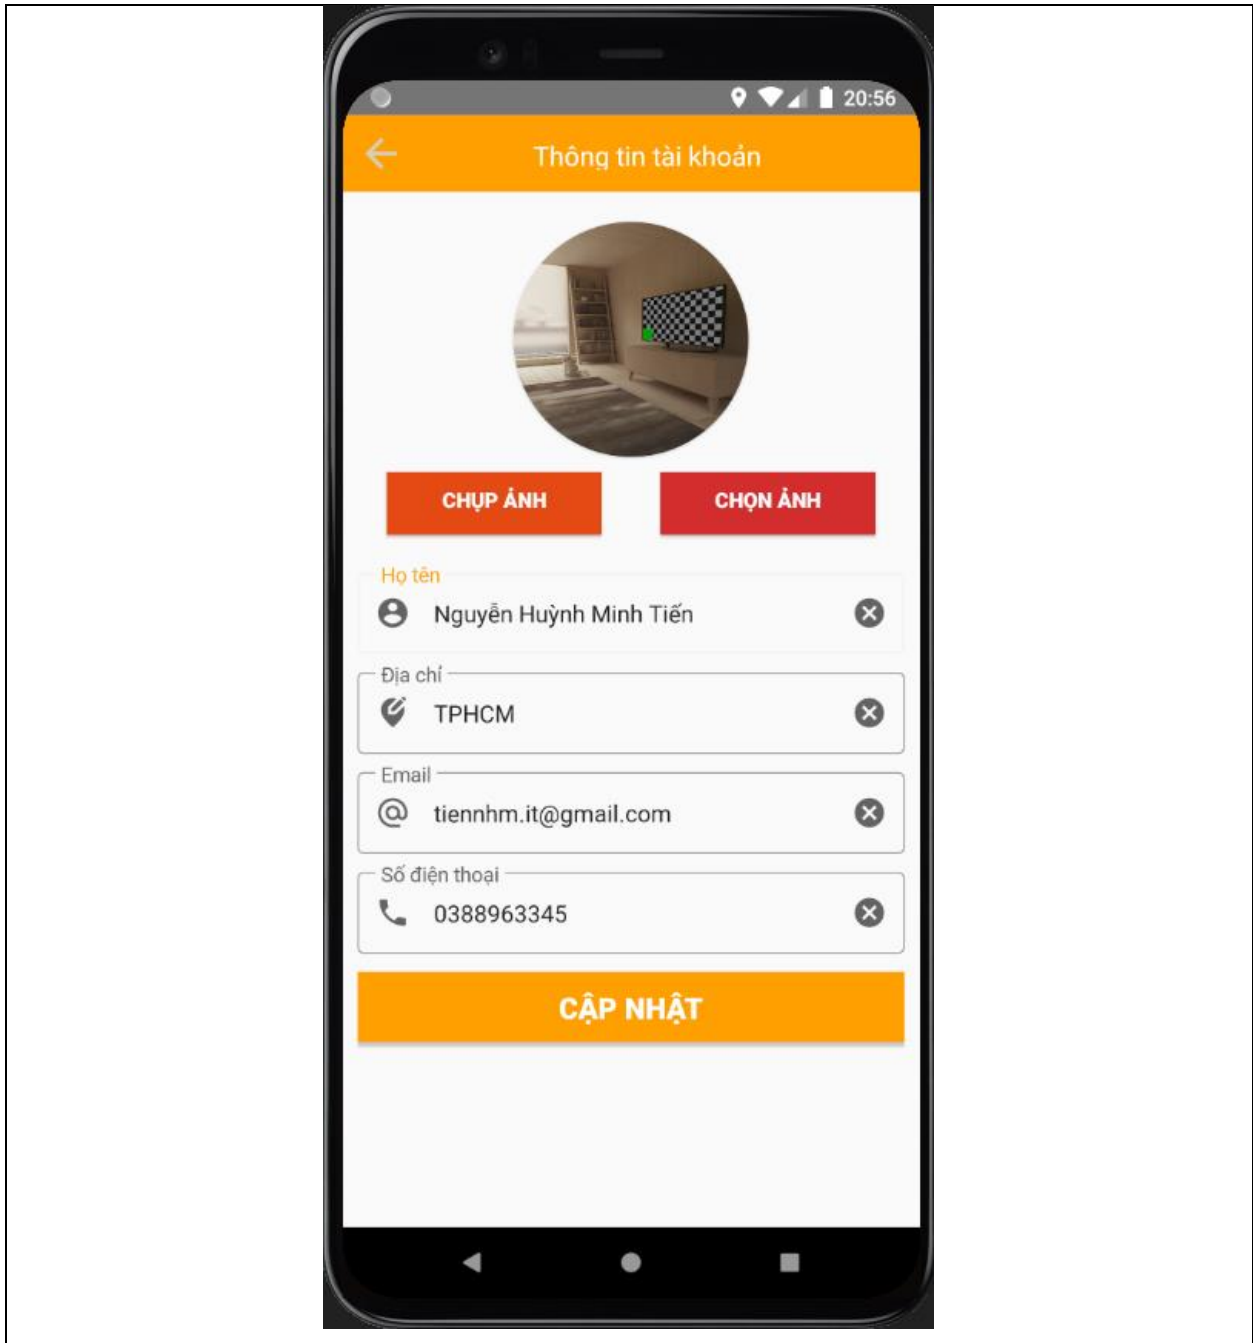 20:56
Thông tin tài khoản
CHỤP ẢNH
CHỌN ẢNH
Họ tên
Nguyễn Huỳnh Minh Tiến
Địa chỉ
TPHCM
Email
tiennhm.it@gmail.com
Số điện thoại
0388963345
CẬP NHẬT